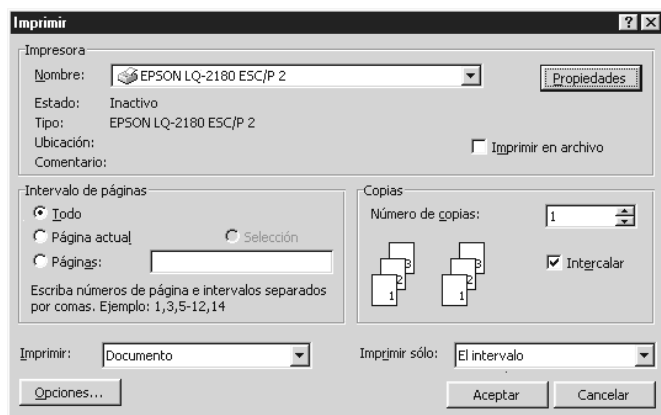 Imprimir
Impresora
Nombre: EPSON LQ-2180 ESC/P 2 Propiedades
Estado: Inactivo
Tipo: EPSON LQ-2180 ESC/P 2
Ubicación: Imprimir en archivo
Comentario:
Intervalo de páginas Copias
Todo Número de copias: 1
Página actual Selección
Páginas: Intercalar
3 3
2 2
1 1
Escriba números de página e intervalos separados
por comas. Ejemplo: 1,3,5-12,14
Imprimir: Documento Imprimir sólo: El intervalo
Opciones... Aceptar Cancelar